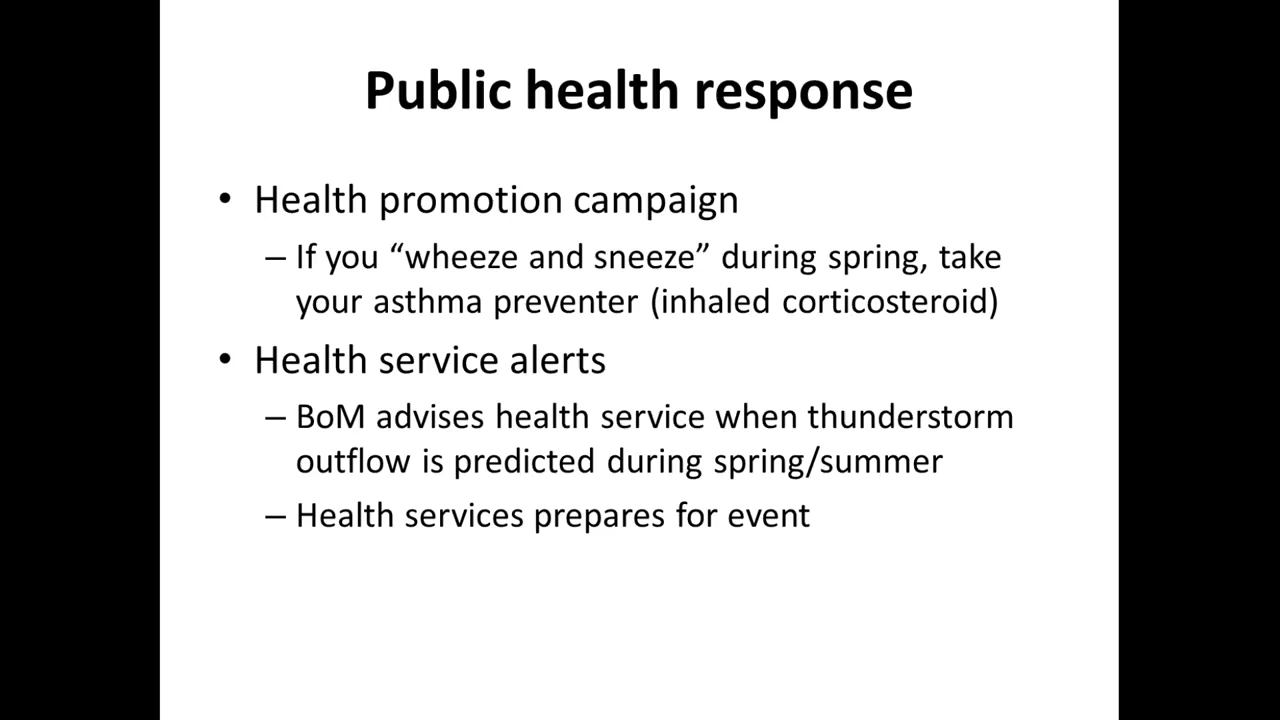 Public health response
• Health promotion campaign
– If you “wheeze and sneeze” during spring, take
your asthma preventer (inhaled corticosteroid)
• Health service alerts
– BoM advises health service when thunderstorm
outflow is predicted during spring/summer
– Health services prepares for event